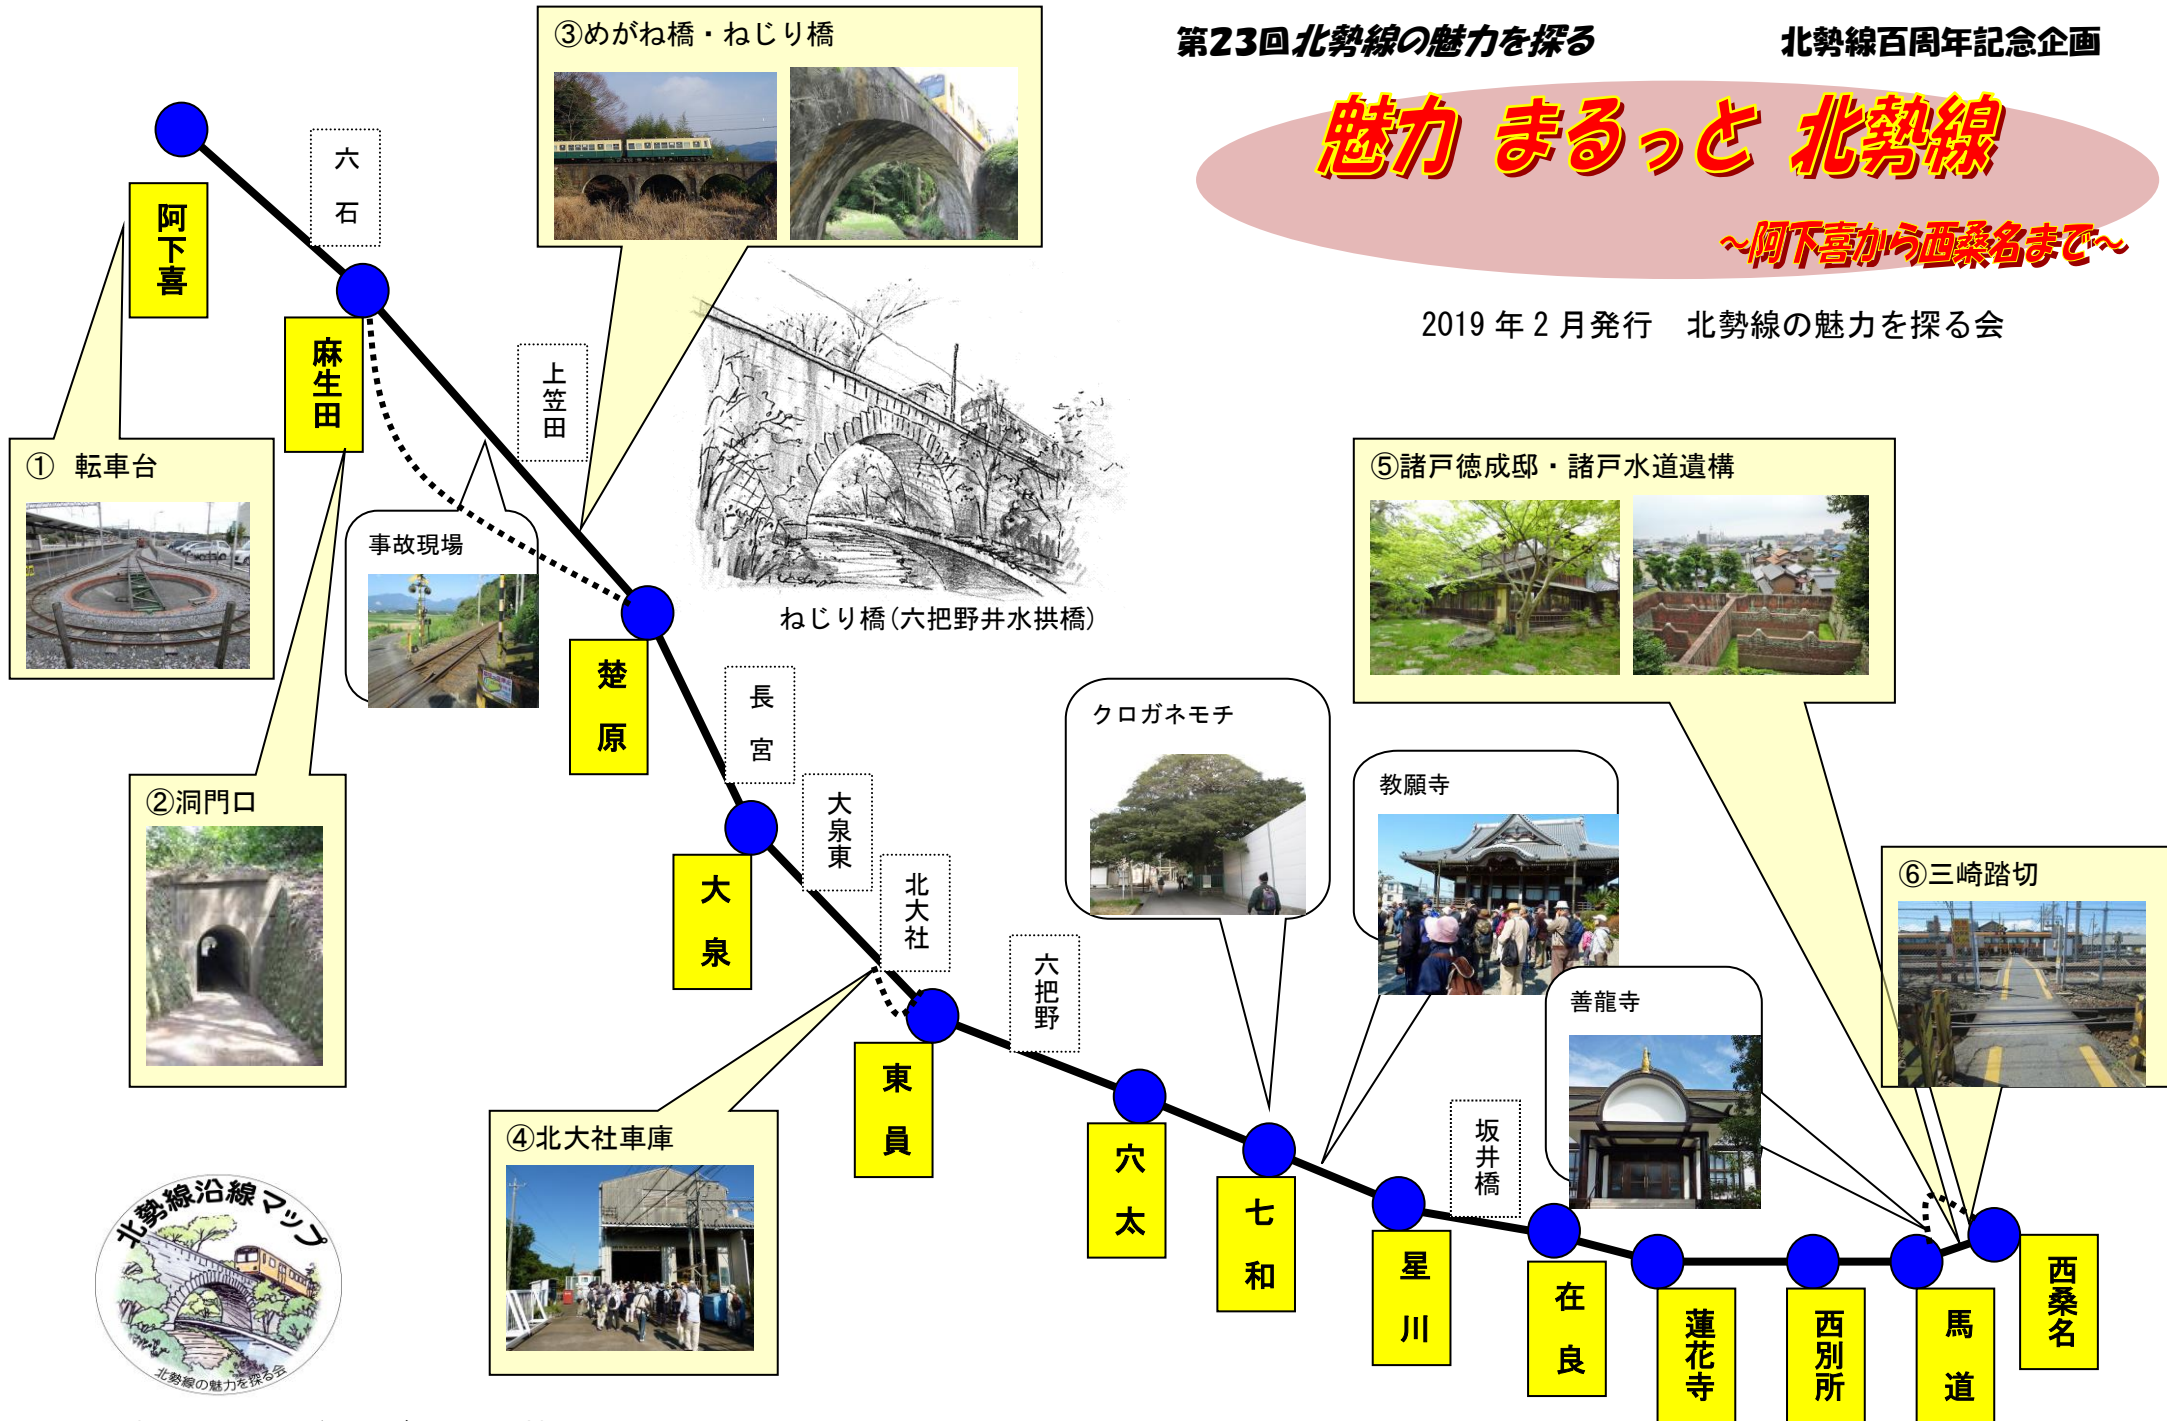 第23回北勢線の魅力を探る　北勢線百周年記念企画
魅力 まるっと 北勢線
～阿下喜から西桑名まで～
2019年2月発行　北勢線の魅力を探る会
③めがね橋・ねじり橋
六石
阿下喜
麻生田
上笠田
①　転車台
事故現場
ねじり橋(六把野井水拱橋)
⑤諸戸徳成邸・諸戸水道遺構
楚原
長宮
クロガネモチ
教願寺
②洞門口
大泉東
大泉
北大社
⑥三崎踏切
六把野
善龍寺
東員
④北大社車庫
穴太
七和
坂井橋
星川
在良
蓮花寺
西別所
馬道
西桑名
北勢線沿線マップ
北勢線の魅力を探る会